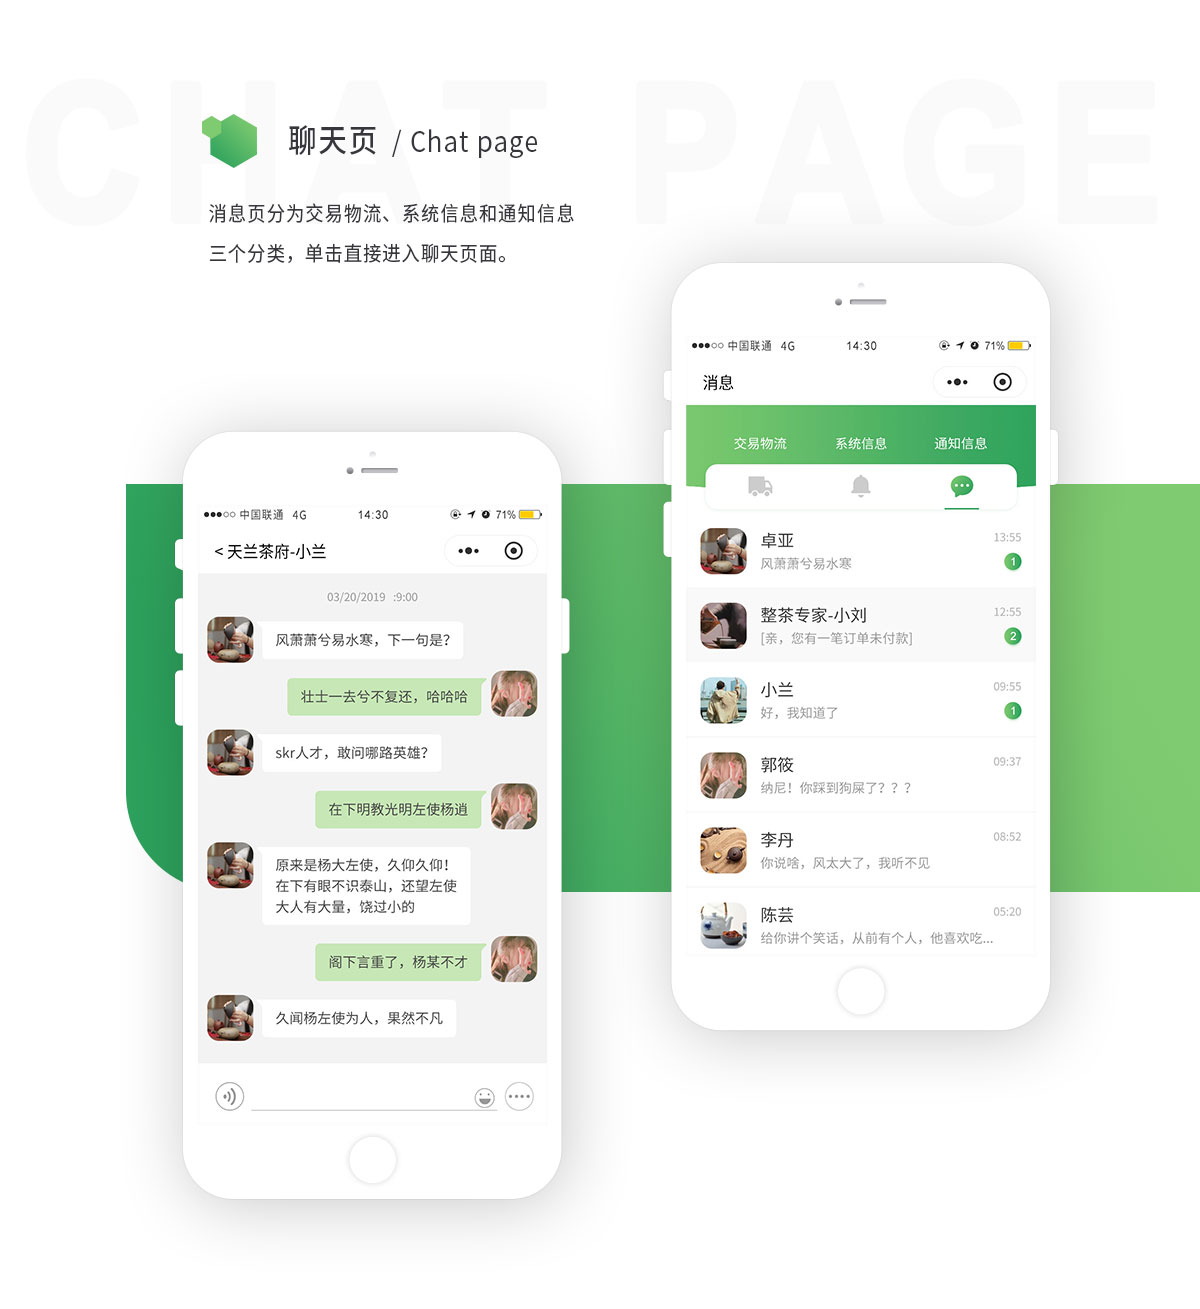 CHAT PAGE
聊天页 / Chat page
消息页分为交易物流、系统信息和通知信息
三个分类，单击直接进入聊天页面。
中国联通 4G 14:30 71%
< 天兰茶府-小兰
03/20/2019 :9:00
风萧萧兮易水寒，下一句是？
壮士一去兮不复还，哈哈哈
skr人才，敢问哪路英雄？
在下明教光明左使杨逍
原来是杨大左使，久仰久仰！
在下有眼不识泰山，还望左使
大人有大量，饶过小的
阁下言重了，杨某不才
久闻杨左使为人，果然不凡
中国联通 4G 14:30 71%
消息
交易物流 系统信息 通知信息
卓亚 13:55
风萧萧兮易水寒 1
整茶专家-小刘 12:55
[亲，您有一笔订单未付款] 2
小兰 09:55
好，我知道了 1
郭筱 09:37
纳尼！你踩到狗屎了？？？
李丹 08:52
你说啥，风太大了，我听不见
陈芸 05:20
给你讲个笑话，从前有个人，他喜欢吃...